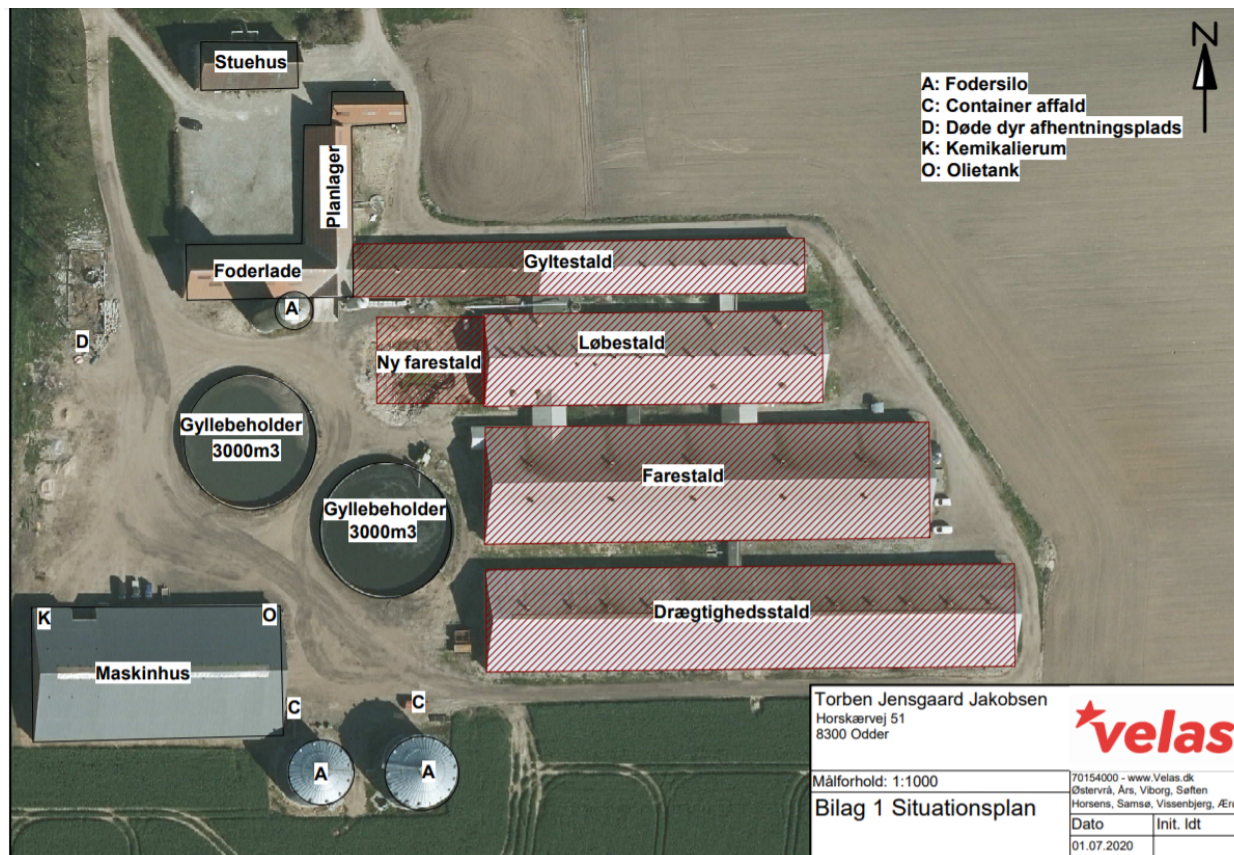 Stuehus
N
A: Fodersilo
C: Container affald
D: Døde dyr afhentningsplads
K: Kemikalierum
O: Olietank
Planlager
Gyltestald
Foderlade
A
Løbestald
D
Ny farestald
Gyllebeholder
3000m3
Farestald
Gyllebeholder
3000m3
K
O
Drægtighedsstald
Maskinhus
C
C
A
A
Torben Jensgaard Jakobsen
Horskærvej 51
8300 Odder
velas
Målforhold: 1:1000
70154000 - www.Velas.dk
Østervrå, Års, Viborg, Søften
Horsens, Samsø, Vissenbjerg, Ær
Bilag 1 Situationsplan
Dato
Init. ldt
01.07.2020